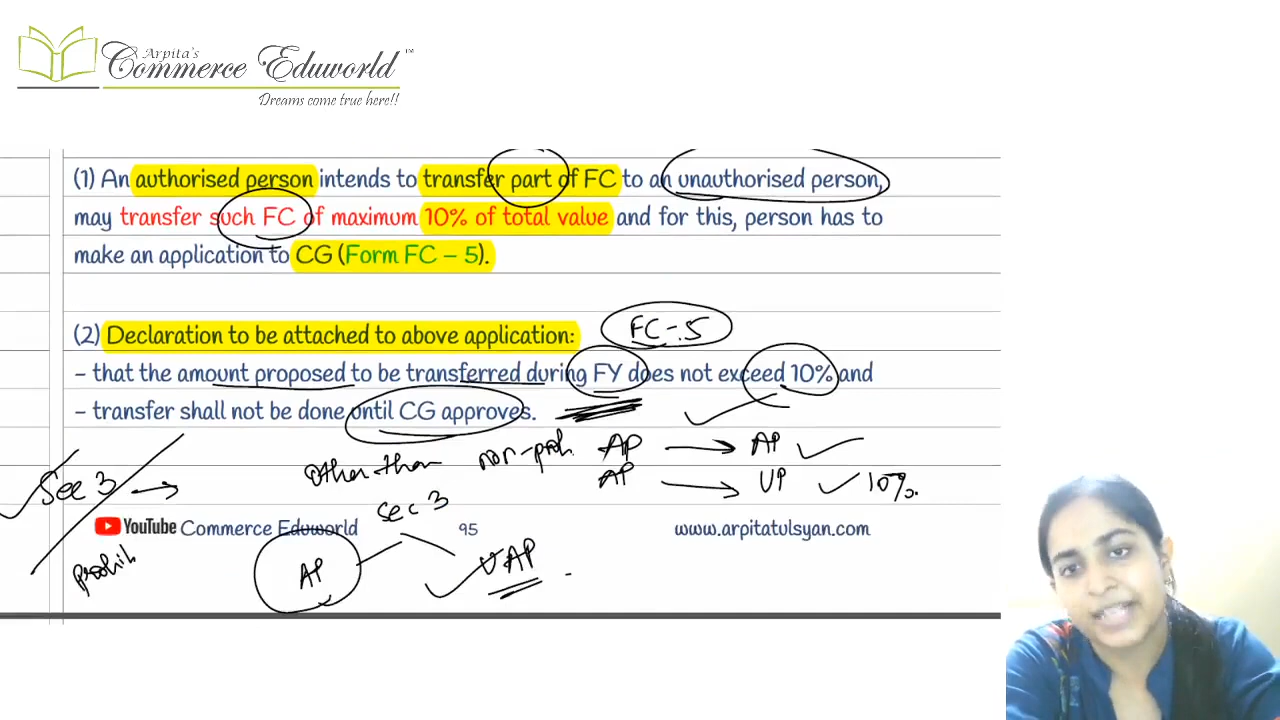 Arpita's
Commerce Eduworld™
Dreams come true here!!
(1) An authorised person intends to transfer part of FC to an unauthorised person,
may transfer such FC of maximum 10% of total value and for this, person has to
make an application to CG (Form FC – 5).
(2) Declaration to be attached to above application: FC-5
– that the amount proposed to be transferred during FY does not exceed 10% and
– transfer shall not be done until CG approves.
Other than non-proh. AP → AP ✓
Sec 3 → AP → UP ✓ 10%.
Sec 3
YouTube Commerce Eduworld 95 www.arpitatulsyan.com
prohib AP UAP